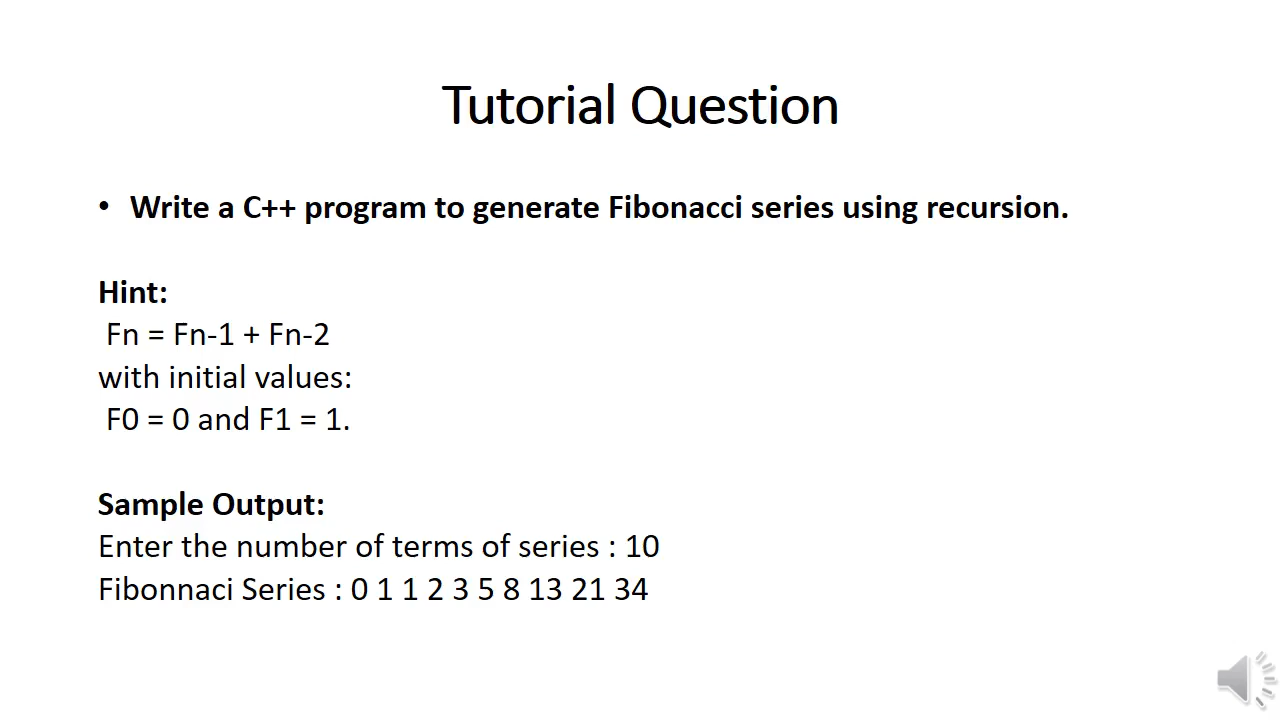 Tutorial Question
• Write a C++ program to generate Fibonacci series using recursion.
Hint:
Fn = Fn-1 + Fn-2
with initial values:
F0 = 0 and F1 = 1.
Sample Output:
Enter the number of terms of series : 10
Fibonnaci Series : 0 1 1 2 3 5 8 13 21 34